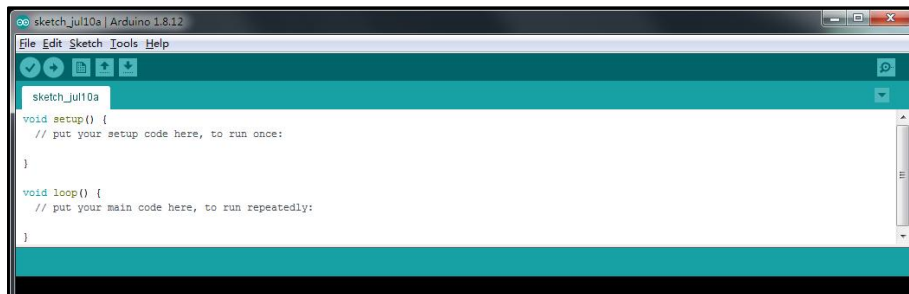 sketch_jul10a | Arduino 1.8.12
File Edit Sketch Tools Help
sketch_jul10a
void setup() {
  // put your setup code here, to run once:
}
void loop() {
  // put your main code here, to run repeatedly:
}